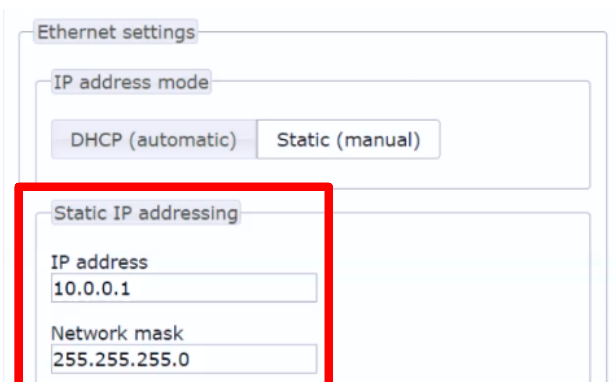 Ethernet settings
IP address mode
DHCP (automatic) Static (manual)
Static IP addressing
IP address
10.0.0.1
Network mask
255.255.255.0